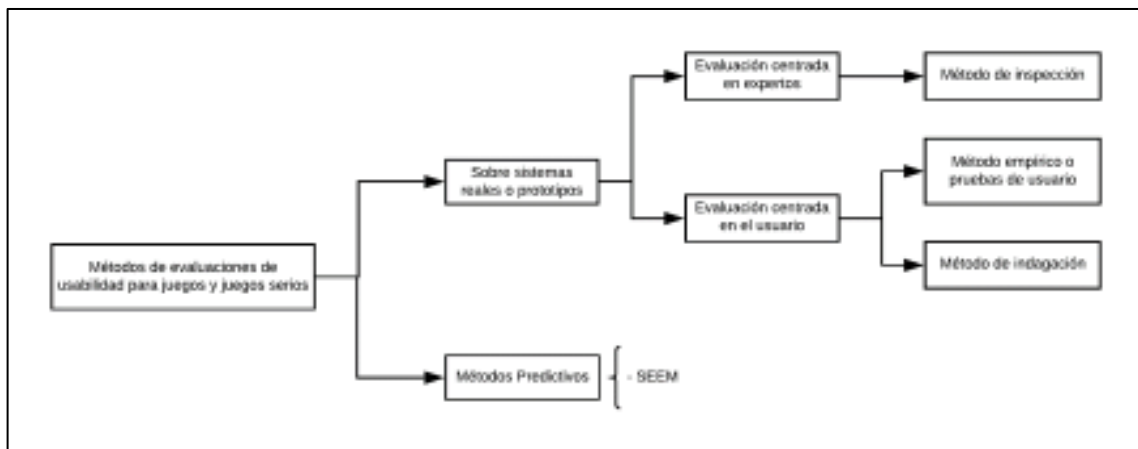 Evaluación centrada
en expertos
Método de inspección
Sobre sistemas
reales o prototipos
Método empírico o
pruebas de usuario
Evaluación centrada
en el usuario
Métodos de evaluaciones de
usabilidad para juegos y juegos serios
Método de indagación
Métodos Predictivos
- SEEM